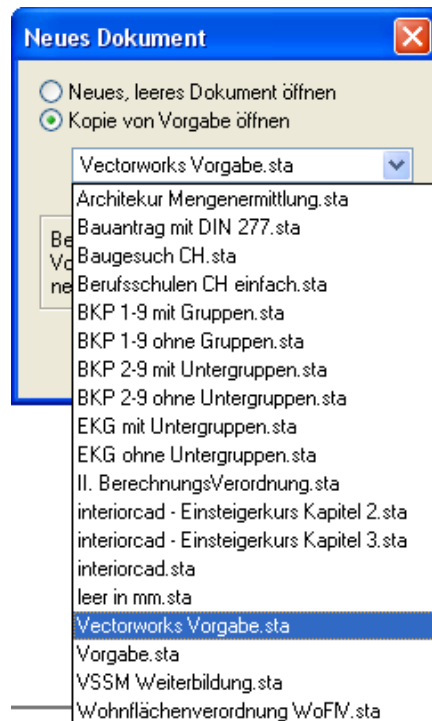 Neues Dokument
Neues, leeres Dokument öffnen
Kopie von Vorgabe öffnen
Vectorworks Vorgabe.sta
Architekur Mengenermittlung.sta
Bauantrag mit DIN 277.sta
Be
Baugesuch CH.sta
Vo
Berufsschulen CH einfach.sta
ne
BKP 1-9 mit Gruppen.sta
BKP 1-9 ohne Gruppen.sta
BKP 2-9 mit Untergruppen.sta
BKP 2-9 ohne Untergruppen.sta
EKG mit Untergruppen.sta
EKG ohne Untergruppen.sta
II. BerechnungsVerordnung.sta
interiorcad - Einsteigerkurs Kapitel 2.sta
interiorcad - Einsteigerkurs Kapitel 3.sta
interiorcad.sta
leer in mm.sta
Vectorworks Vorgabe.sta
Vorgabe.sta
VSSM Weiterbildung.sta
Wohnflächenverordnung WoFlV.sta